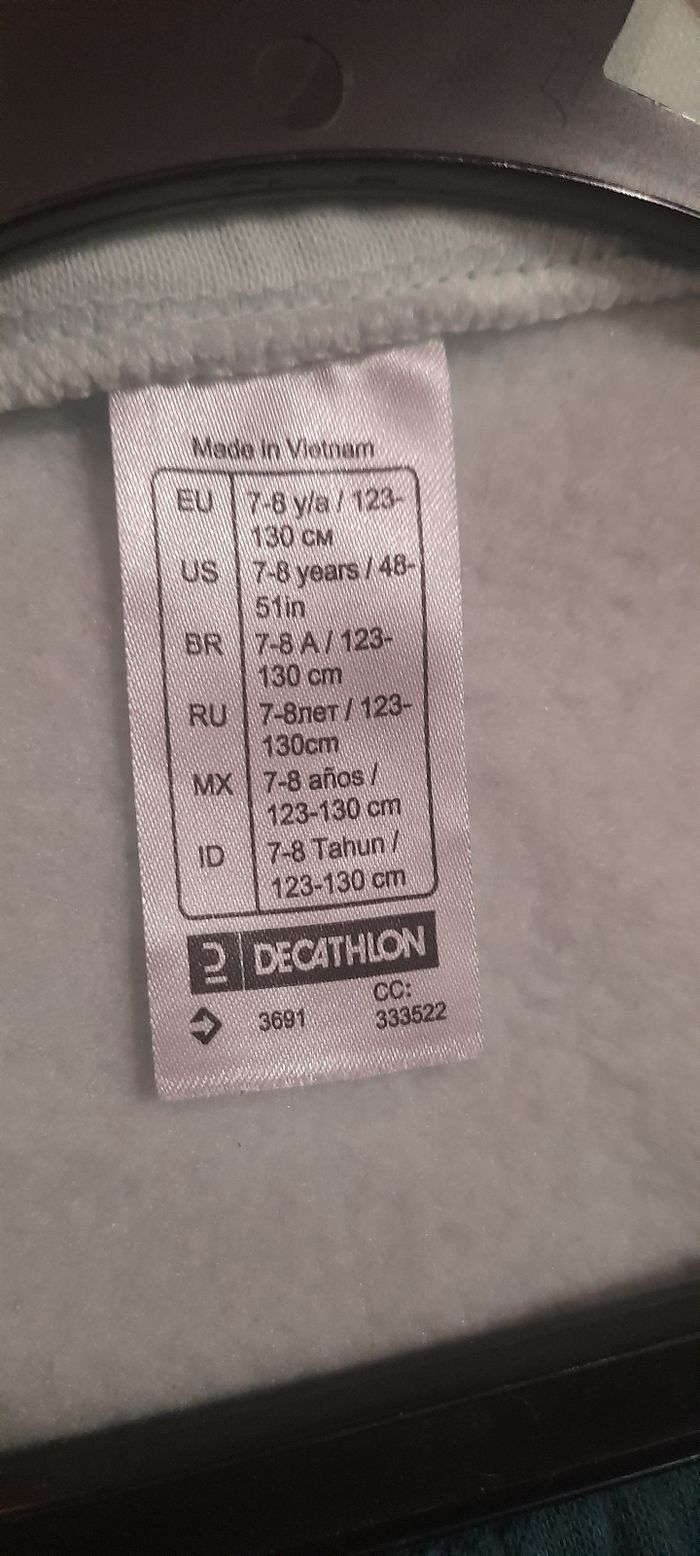 Made in Vietnam
EU 7-8 y/a / 123-
130 см
US 7-8 years / 48-
51in
BR 7-8 A / 123-
130 cm
RU 7-8лет / 123-
130cm
MX 7-8 años /
123-130 cm
ID 7-8 Tahun /
123-130 cm
DECATHLON
CC:
3691 333522